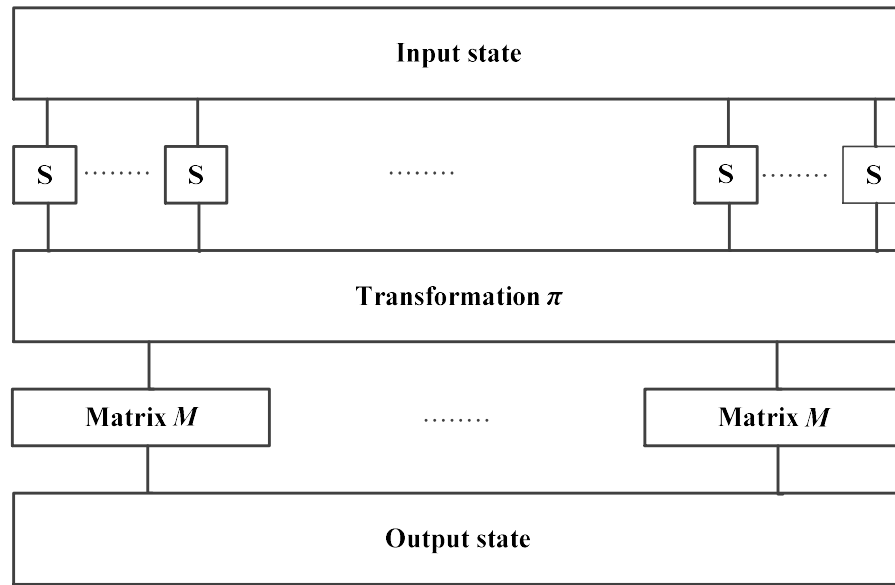 Input state
S ........ S ........ S ........ S
Transformation π
Matrix M ........ Matrix M
Output state